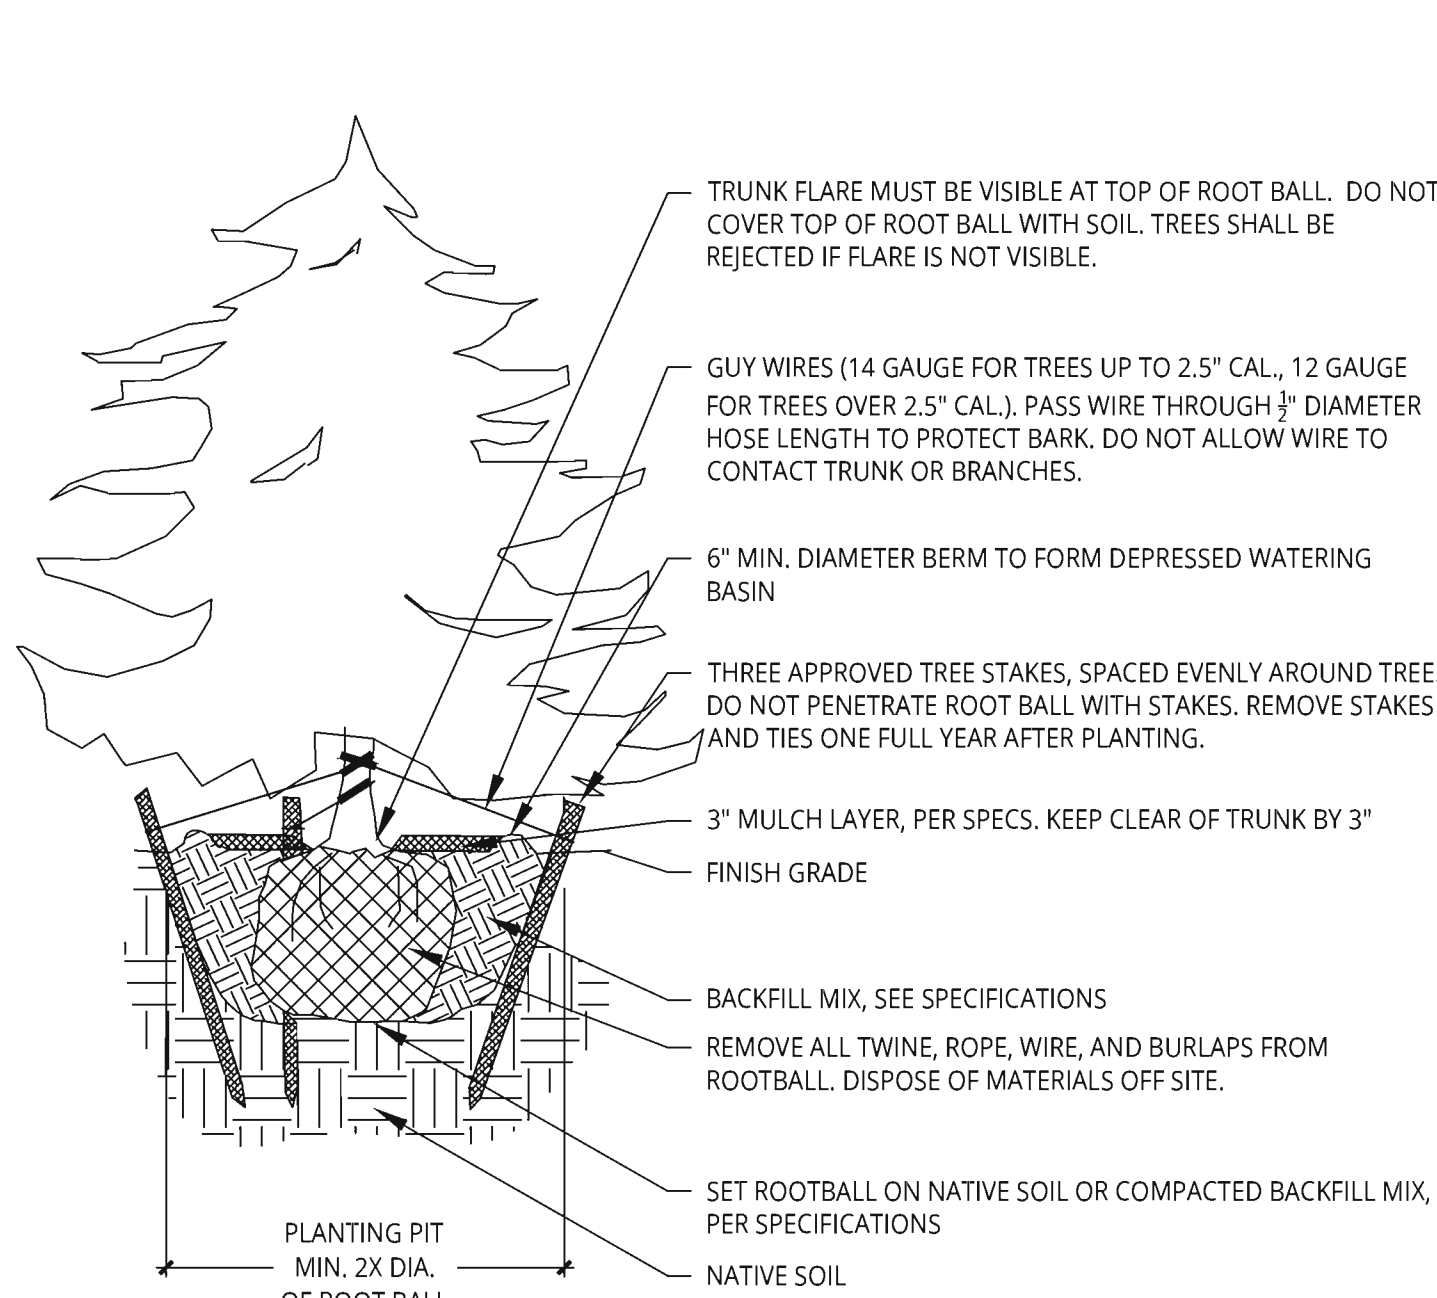 TRUNK FLARE MUST BE VISIBLE AT TOP OF ROOT BALL. DO NOT
COVER TOP OF ROOT BALL WITH SOIL. TREES SHALL BE
REJECTED IF FLARE IS NOT VISIBLE.
GUY WIRES (14 GAUGE FOR TREES UP TO 2.5" CAL., 12 GAUGE
FOR TREES OVER 2.5" CAL.). PASS WIRE THROUGH ½" DIAMETER
HOSE LENGTH TO PROTECT BARK. DO NOT ALLOW WIRE TO
CONTACT TRUNK OR BRANCHES.
6" MIN. DIAMETER BERM TO FORM DEPRESSED WATERING
BASIN
THREE APPROVED TREE STAKES, SPACED EVENLY AROUND TREE.
DO NOT PENETRATE ROOT BALL WITH STAKES. REMOVE STAKES
AND TIES ONE FULL YEAR AFTER PLANTING.
3" MULCH LAYER, PER SPECS. KEEP CLEAR OF TRUNK BY 3"
FINISH GRADE
BACKFILL MIX, SEE SPECIFICATIONS
REMOVE ALL TWINE, ROPE, WIRE, AND BURLAPS FROM
ROOTBALL. DISPOSE OF MATERIALS OFF SITE.
SET ROOTBALL ON NATIVE SOIL OR COMPACTED BACKFILL MIX,
PER SPECIFICATIONS
NATIVE SOIL
PLANTING PIT
MIN. 2X DIA.
OF ROOT BALL